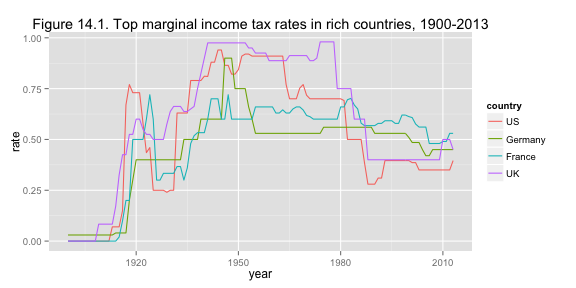 Figure 14.1. Top marginal income tax rates in rich countries, 1900-2013
1.00
0.75
0.50
0.25
0.00
rate
1920
1950
1980
2010
year
country
US
Germany
France
UK